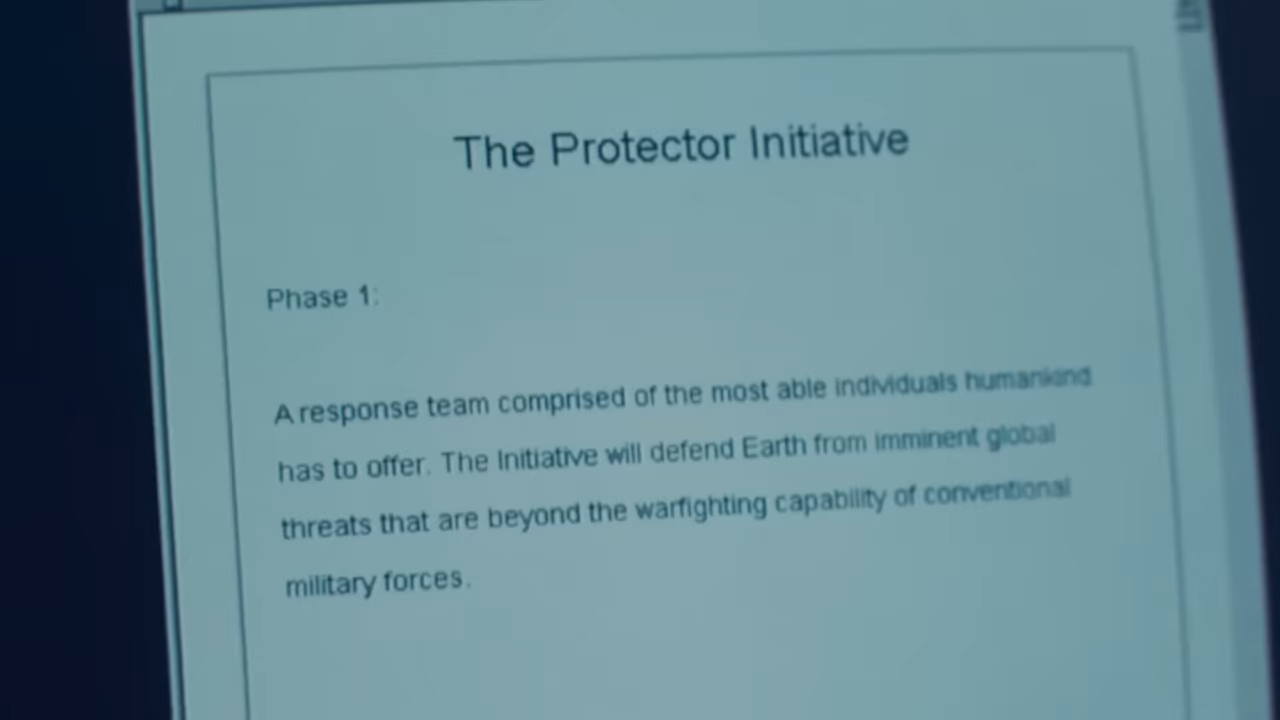 The Protector Initiative
Phase 1:
A response team comprised of the most able individuals humankind
has to offer. The Initiative will defend Earth from imminent global
threats that are beyond the warfighting capability of conventional
military forces.